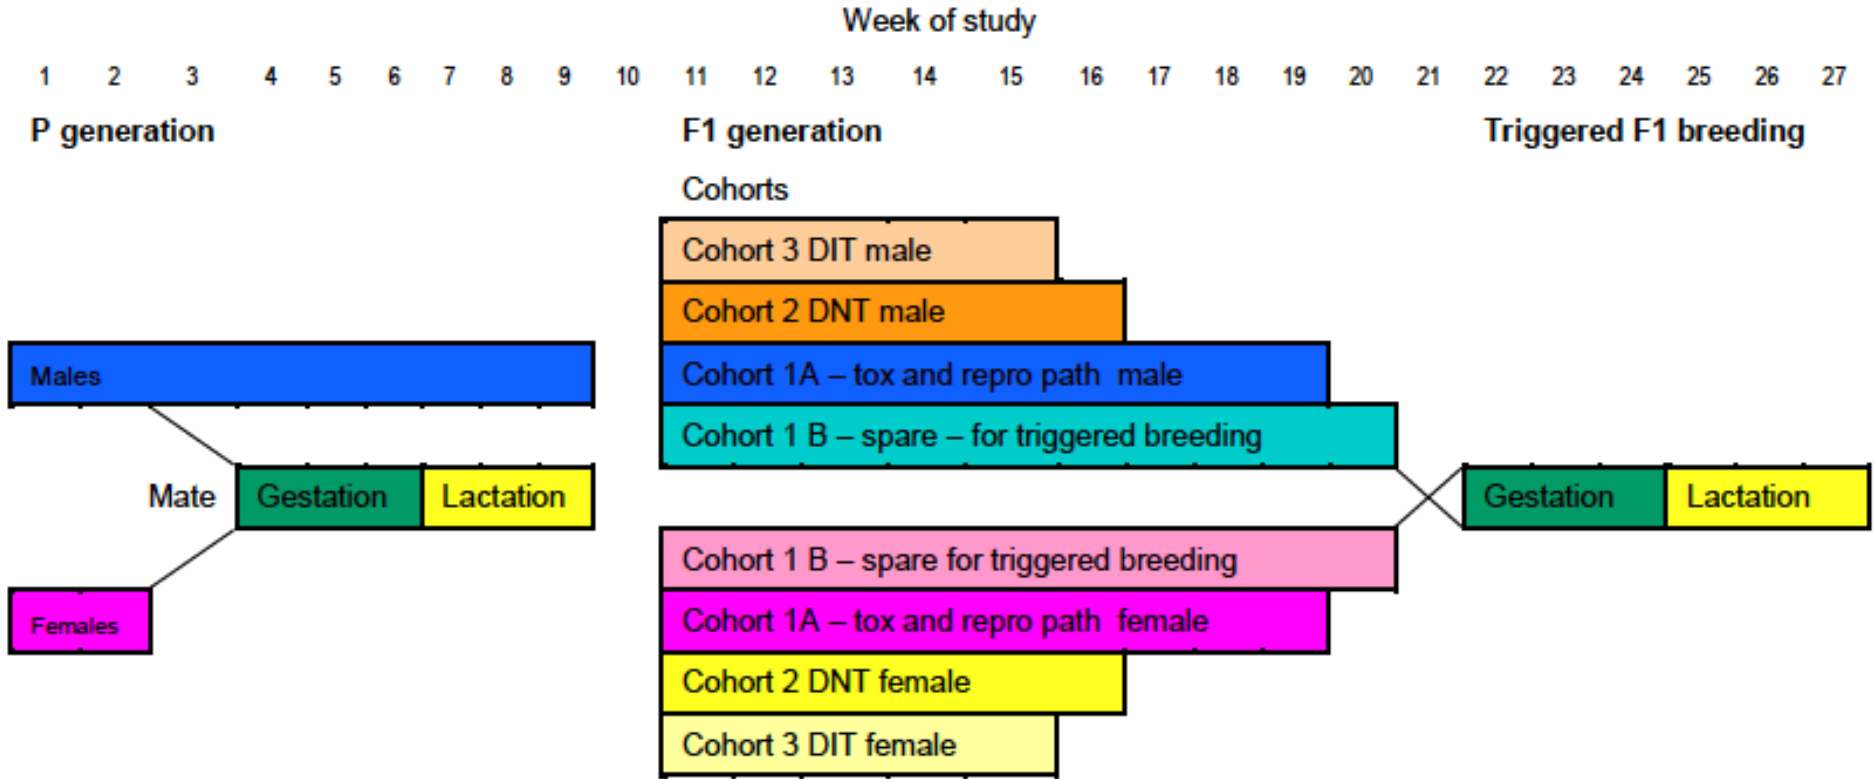 Week of study
1 2 3 4 5 6 7 8 9 10 11 12 13 14 15 16 17 18 19 20 21 22 23 24 25 26 27
P generation F1 generation Triggered F1 breeding
Cohorts
Cohort 3 DIT male
Cohort 2 DNT male
Males Cohort 1A – tox and repro path male
Cohort 1 B – spare – for triggered breeding
Mate Gestation Lactation Gestation Lactation
Cohort 1 B – spare for triggered breeding
Females Cohort 1A – tox and repro path female
Cohort 2 DNT female
Cohort 3 DIT female